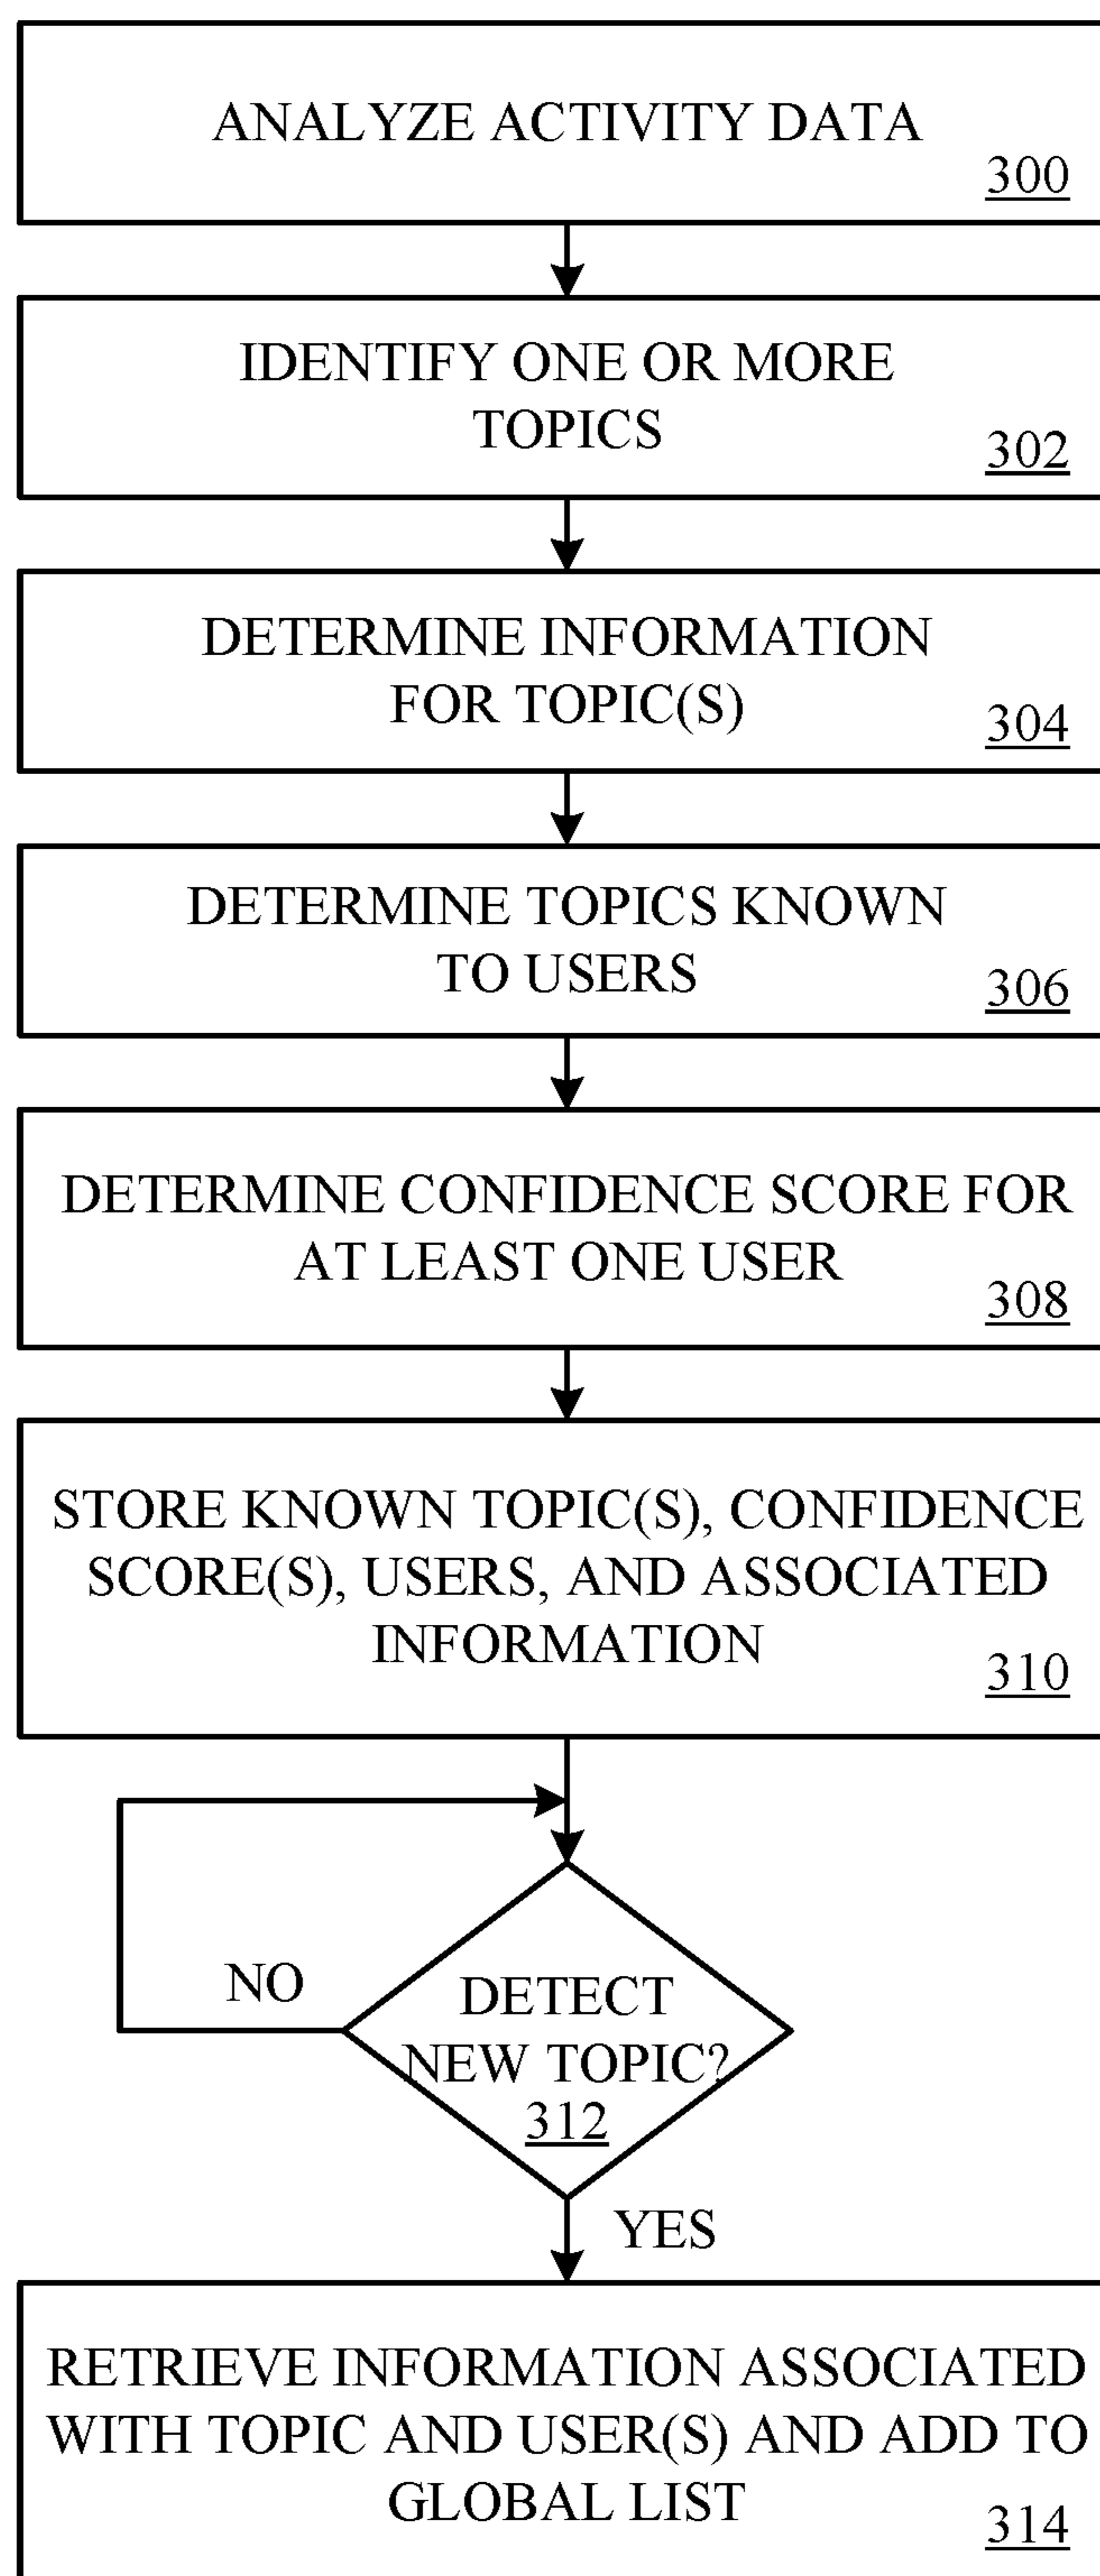 ANALYZE ACTIVITY DATA
300
IDENTIFY ONE OR MORE
TOPICS
302
DETERMINE INFORMATION
FOR TOPIC(S)
304
DETERMINE TOPICS KNOWN
TO USERS
306
DETERMINE CONFIDENCE SCORE FOR
AT LEAST ONE USER
308
STORE KNOWN TOPIC(S), CONFIDENCE
SCORE(S), USERS, AND ASSOCIATED
INFORMATION
310
NO
DETECT
NEW TOPIC?
312
YES
RETRIEVE INFORMATION ASSOCIATED
WITH TOPIC AND USER(S) AND ADD TO
GLOBAL LIST
314